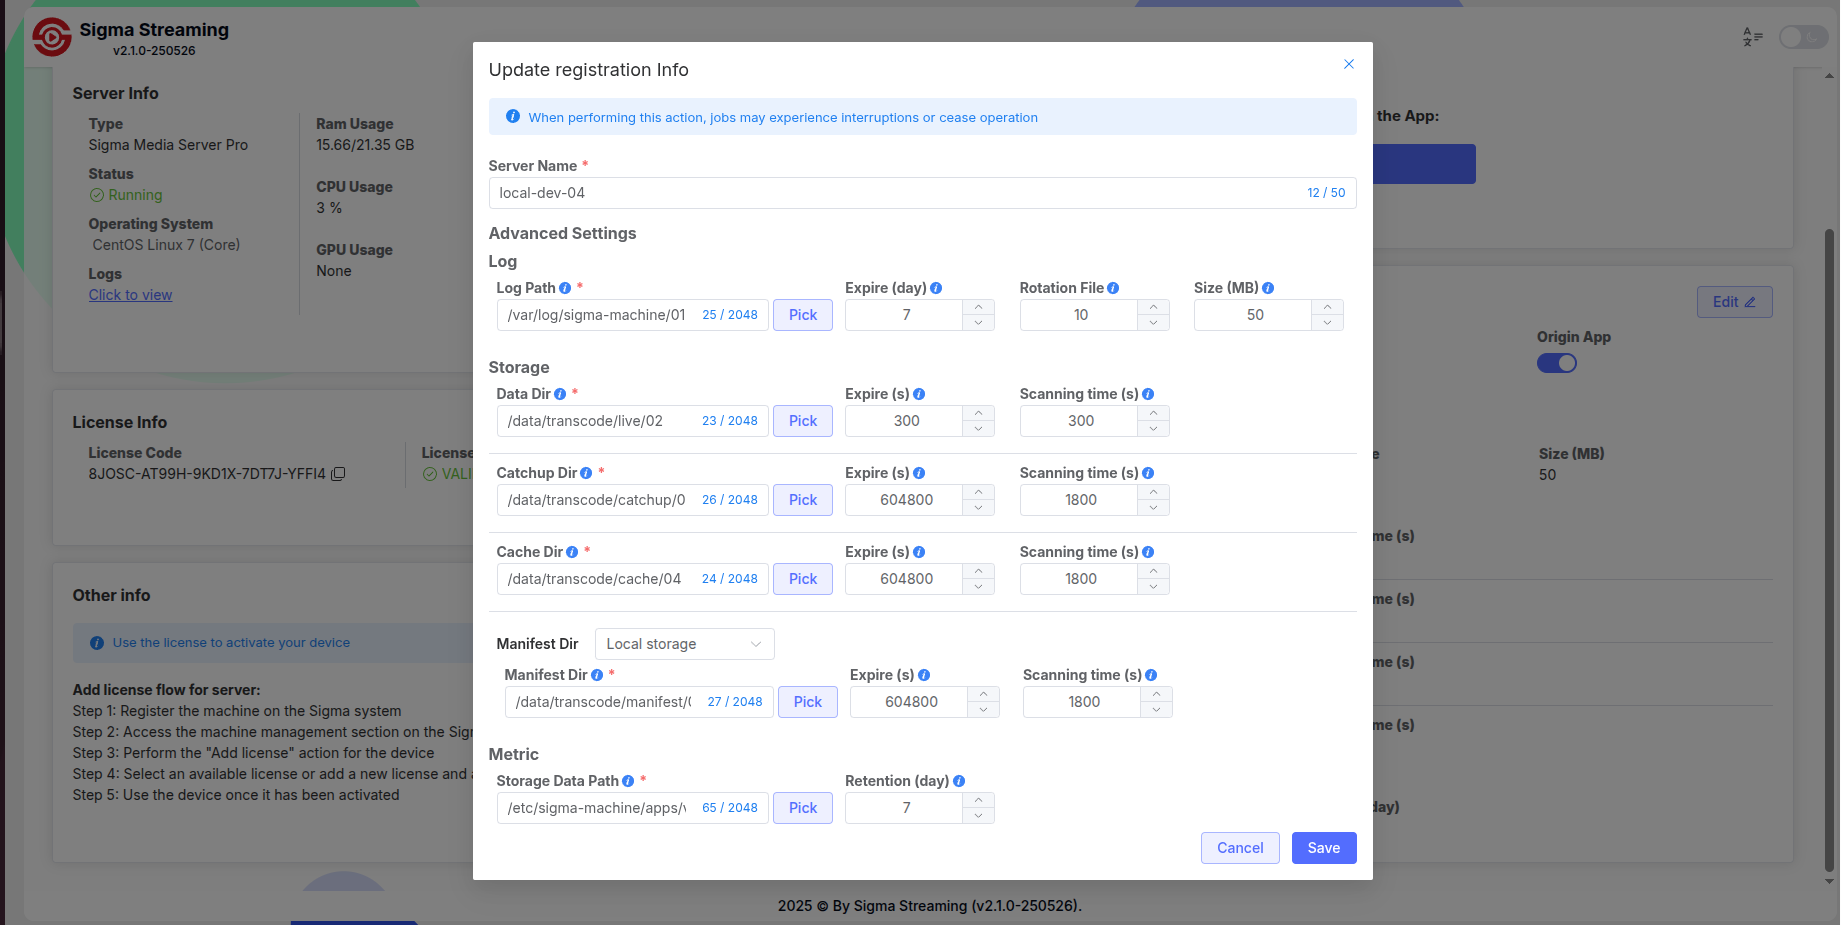 Sigma Streaming
v2.1.0-250526
Server Info
Type
Sigma Media Server Pro
Status
Running
Operating System
CentOS Linux 7 (Core)
Logs
Click to view
Ram Usage
15.66/21.35 GB
CPU Usage
3 %
GPU Usage
None
License Info
License Code
8JOSC-AT99H-9KD1X-7DT7J-YFFI4
License
VALI
Other info
Use the license to activate your device
Add license flow for server:
Step 1: Register the machine on the Sigma system
Step 2: Access the machine management section on the Sigm
Step 3: Perform the "Add license" action for the device
Step 4: Select an available license or add a new license and a
Step 5: Use the device once it has been activated
Update registration Info
When performing this action, jobs may experience interruptions or cease operation
Server Name *
local-dev-04 12 / 50
Advanced Settings
Log
Log Path * Expire (day) Rotation File Size (MB)
/var/log/sigma-machine/01 25 / 2048 Pick 7 10 50
Storage
Data Dir * Expire (s) Scanning time (s)
/data/transcode/live/02 23 / 2048 Pick 300 300
Catchup Dir * Expire (s) Scanning time (s)
/data/transcode/catchup/0 26 / 2048 Pick 604800 1800
Cache Dir * Expire (s) Scanning time (s)
/data/transcode/cache/04 24 / 2048 Pick 604800 1800
Manifest Dir Local storage
Manifest Dir * Expire (s) Scanning time (s)
/data/transcode/manifest/0 27 / 2048 Pick 604800 1800
Metric
Storage Data Path * Retention (day)
/etc/sigma-machine/apps/ 65 / 2048 Pick 7
Cancel Save
the App:
Edit
Origin App
e Size (MB)
50
me (s)
me (s)
me (s)
me (s)
day)
2025 © By Sigma Streaming (v2.1.0-250526).